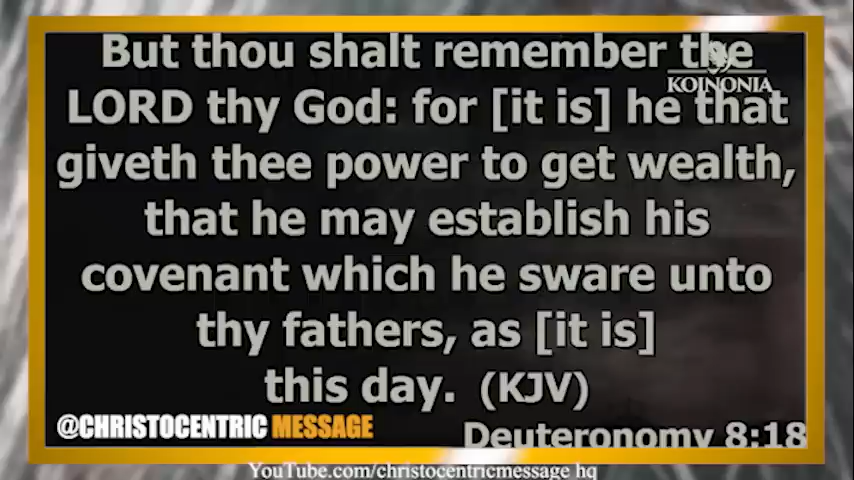 But thou shalt remember the
KOINONIA
LORD thy God: for [it is] he that
giveth thee power to get wealth,
that he may establish his
covenant which he sware unto
thy fathers, as [it is]
this day. (KJV)
@CHRISTOCENTRIC MESSAGE
Deuteronomy 8:18
YouTube.com/christocentricmessage hq